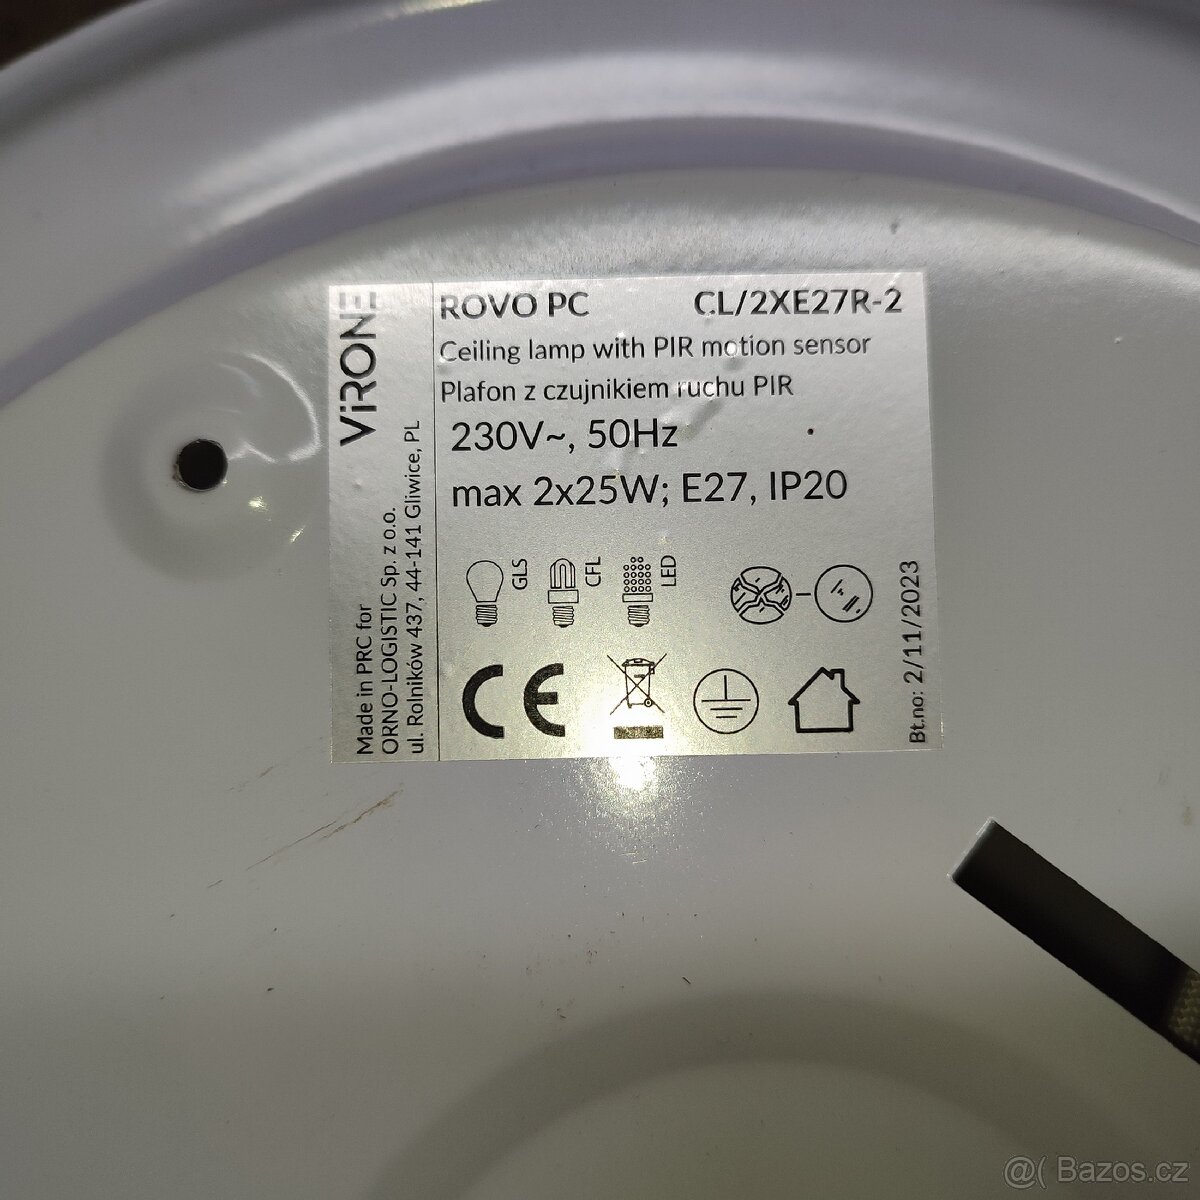 ViRONE
Made in PRC for
ORNO-LOGISTIC Sp. z o.o.
ul. Rolników 437, 44-141 Gliwice, PL
ROVO PC CL/2XE27R-2
Ceiling lamp with PIR motion sensor
Plafon z czujnikiem ruchu PIR
230V~, 50Hz
max 2x25W; E27, IP20
GLS CFL LED
CE
Bt.no: 2/11/2023
@( Bazos.cz